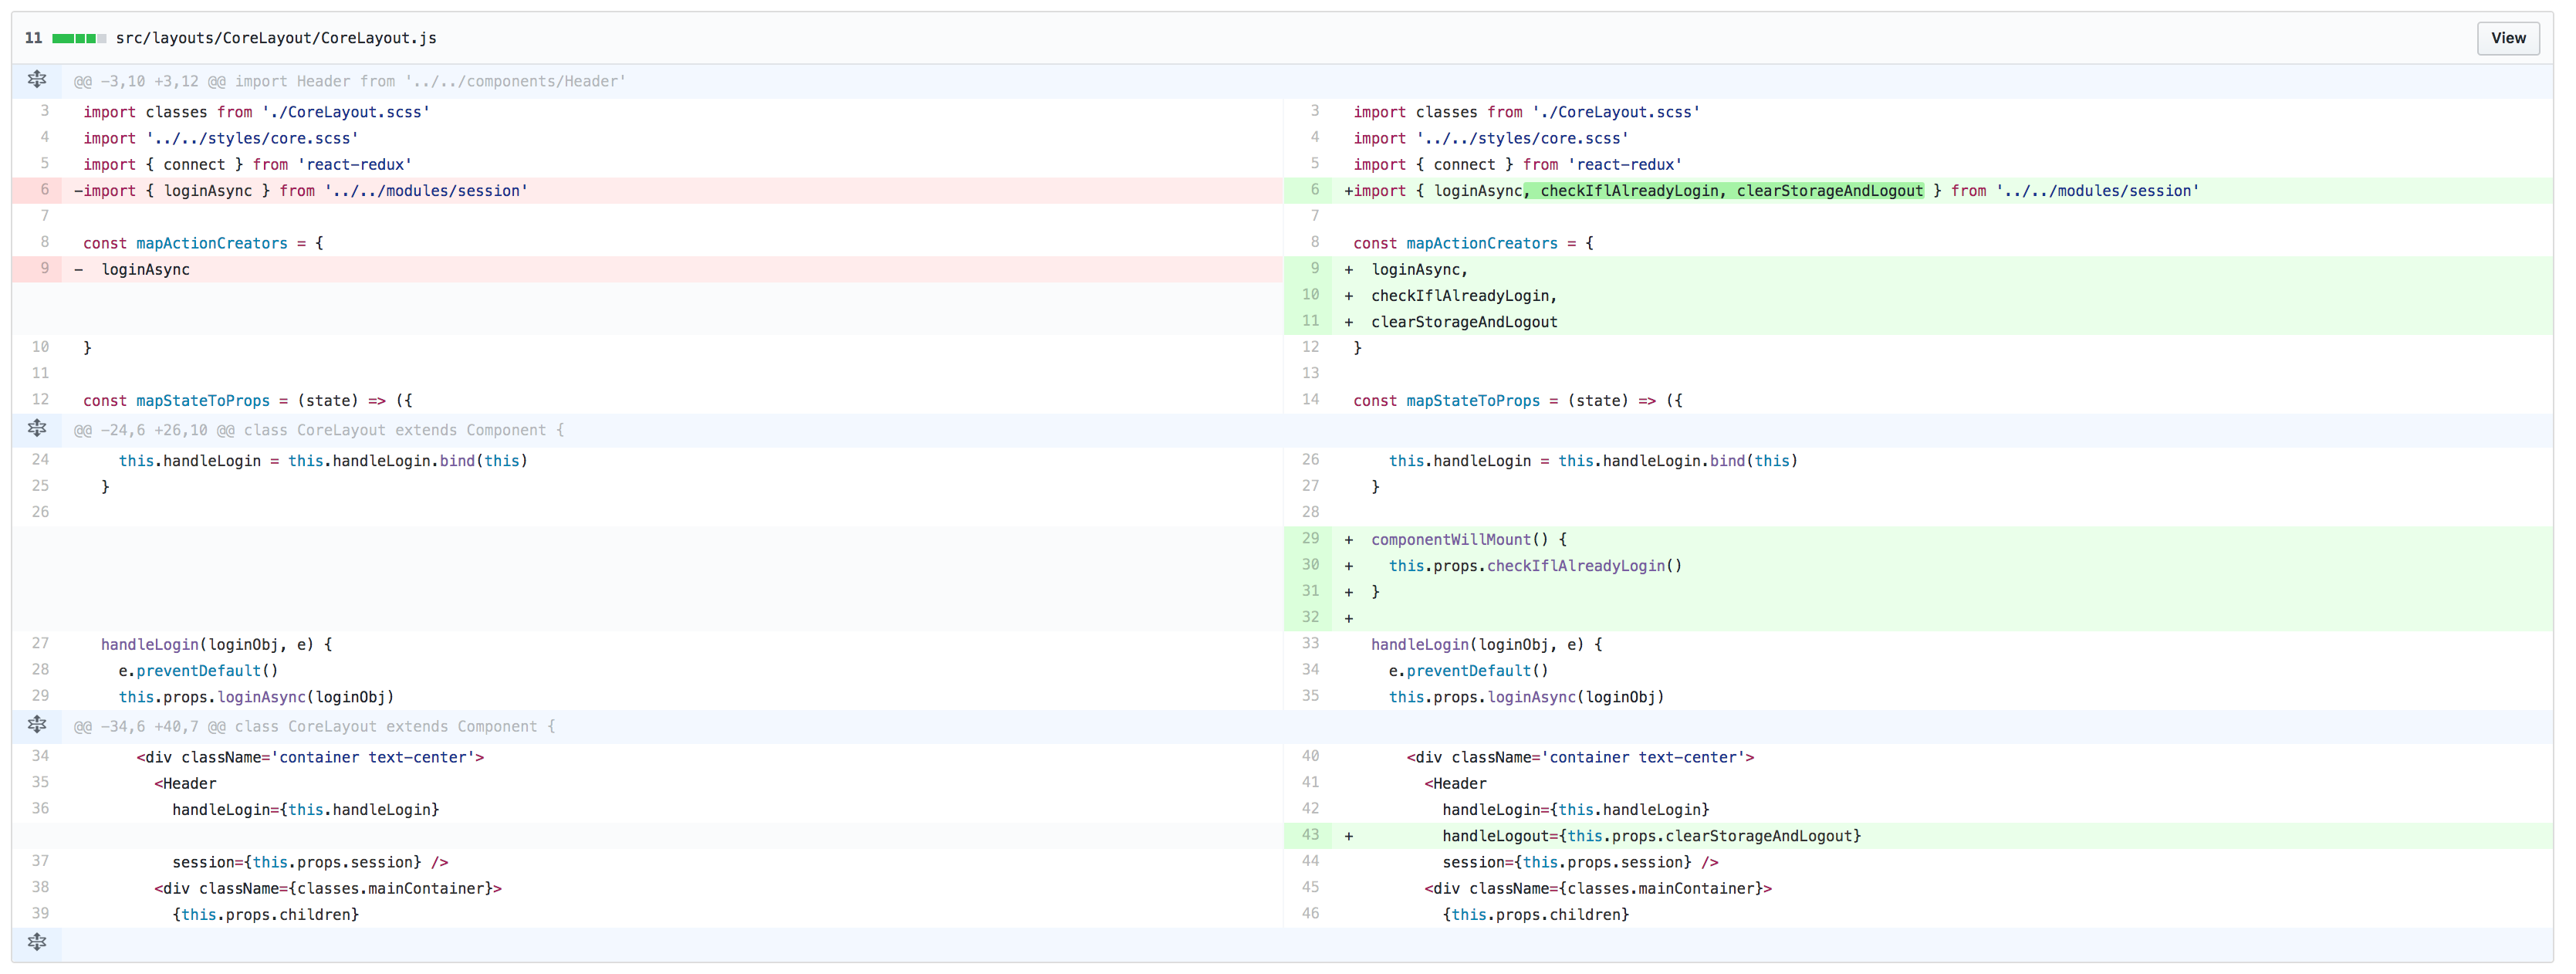 11 src/layouts/CoreLayout/CoreLayout.js View
@@ -3,10 +3,12 @@ import Header from '../../components/Header'
3 import classes from './CoreLayout.scss' 3 import classes from './CoreLayout.scss'
4 import '../../styles/core.scss' 4 import '../../styles/core.scss'
5 import { connect } from 'react-redux' 5 import { connect } from 'react-redux'
6 -import { loginAsync } from '../../modules/session' 6 +import { loginAsync, checkIflAlreadyLogin, clearStorageAndLogout } from '../../modules/session'
7 7
8 const mapActionCreators = { 8 const mapActionCreators = {
9 - loginAsync 9 + loginAsync,
10 + checkIflAlreadyLogin,
11 + clearStorageAndLogout
10 } 12 }
11 13
12 const mapStateToProps = (state) => ({ 14 const mapStateToProps = (state) => ({
@@ -24,6 +26,10 @@ class CoreLayout extends Component {
24 this.handleLogin = this.handleLogin.bind(this) 26 this.handleLogin = this.handleLogin.bind(this)
25 } 27 }
26 28
29 + componentWillMount() {
30 + this.props.checkIflAlreadyLogin()
31 + }
32 +
27 handleLogin(loginObj, e) { 33 handleLogin(loginObj, e) {
28 e.preventDefault() 34 e.preventDefault()
29 this.props.loginAsync(loginObj) 35 this.props.loginAsync(loginObj)
@@ -34,6 +40,7 @@ class CoreLayout extends Component {
34 <div className='container text-center'> 40 <div className='container text-center'>
35 <Header 41 <Header
36 handleLogin={this.handleLogin} 42 handleLogin={this.handleLogin}
43 + handleLogout={this.props.clearStorageAndLogout}
37 session={this.props.session} /> 44 session={this.props.session} />
38 <div className={classes.mainContainer}> 45 <div className={classes.mainContainer}>
39 {this.props.children} 46 {this.props.children}